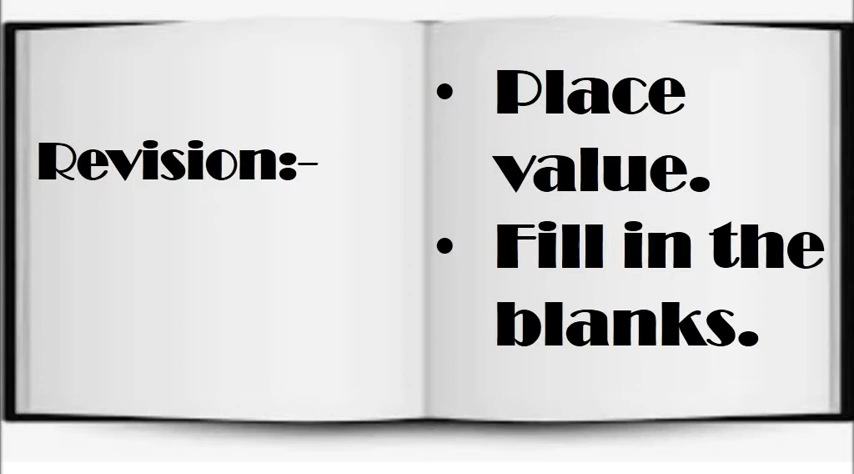 Revision:-
• Place
value.
• Fill in the
blanks.